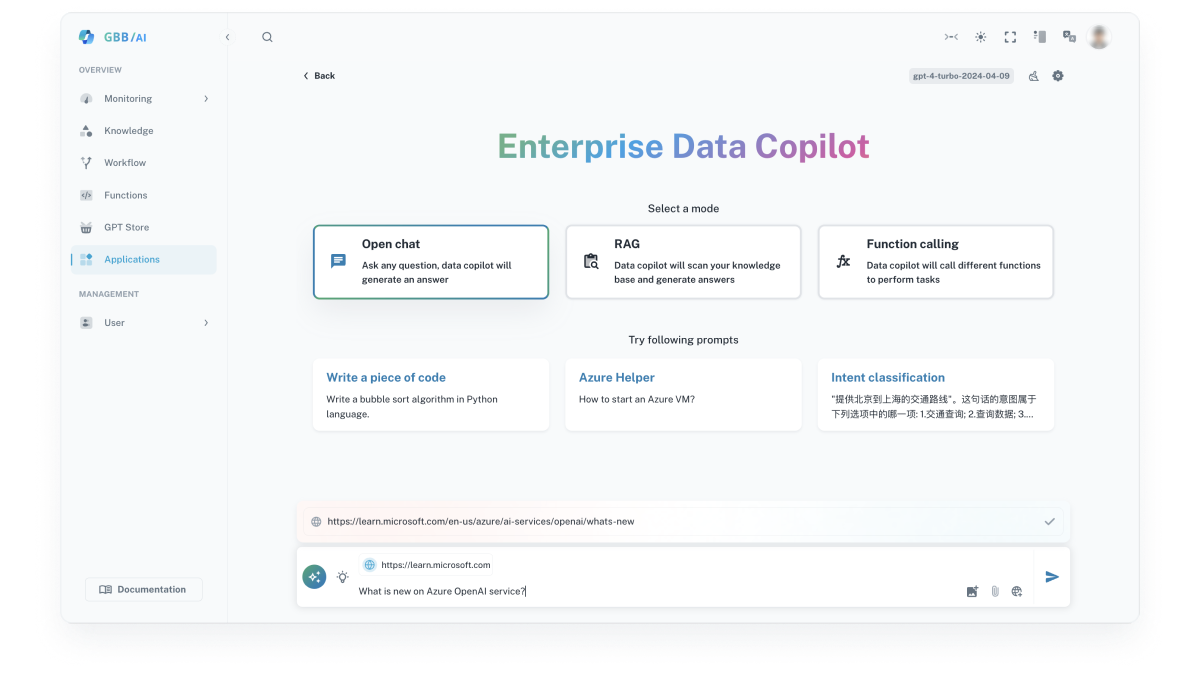 GBB/AI
OVERVIEW
Monitoring
Knowledge
Workflow
Functions
GPT Store
Applications
MANAGEMENT
User
Documentation
Back
gpt-4-turbo-2024-04-09
Enterprise Data Copilot
Select a mode
Open chat
Ask any question, data copilot will
generate an answer
RAG
Data copilot will scan your knowledge
base and generate answers
Function calling
Data copilot will call different functions
to perform tasks
Try following prompts
Write a piece of code
Write a bubble sort algorithm in Python
language.
Azure Helper
How to start an Azure VM?
Intent classification
"提供北京到上海的交通路线"。这句话的意图属于
下列选项中的哪一项: 1.交通查询; 2.查询数据; 3....
https://learn.microsoft.com/en-us/azure/ai-services/openai/whats-new
https://learn.microsoft.com
What is new on Azure OpenAI service?